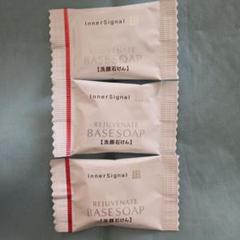 InnerSignal
REJUVENATE
BASE SOAP
【洗顔石けん】
InnerSignal
REJUVENATE
BASE SOAP
【洗顔石けん】
InnerSignal
REJUVENATE
BASE SOAP
【洗顔石けん】